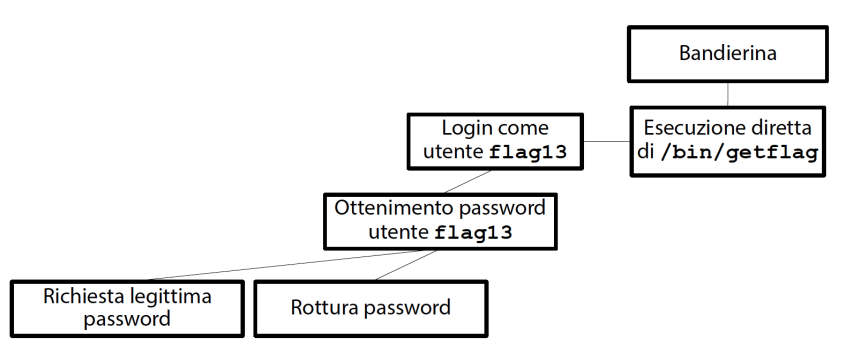 Bandierina
Esecuzione diretta
di /bin/getflag
Login come
utente flag13
Ottenimento password
utente flag13
Richiesta legittima
password
Rottura password